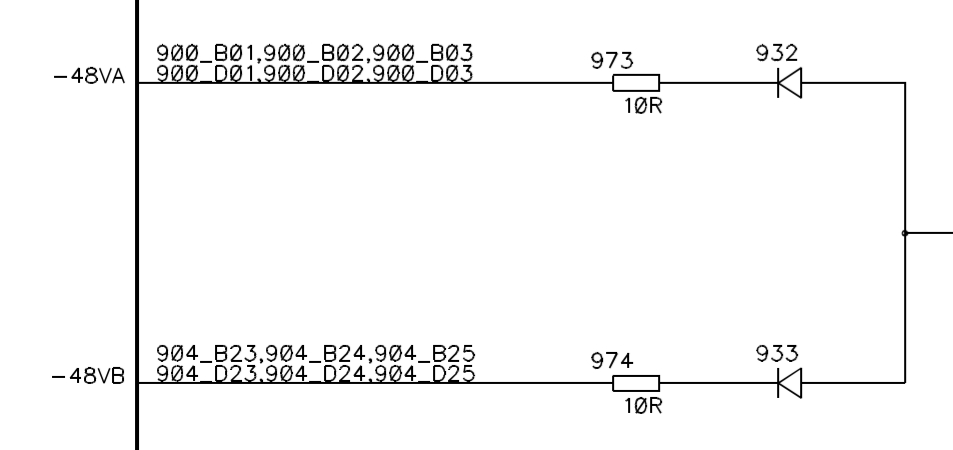 900_B01,900_B02,900_B03
-48VA
900_D01,900_D02,900_D03
973
10R
932
904_B23,904_B24,904_B25
-48VB
904_D23,904_D24,904_D25
974
10R
933